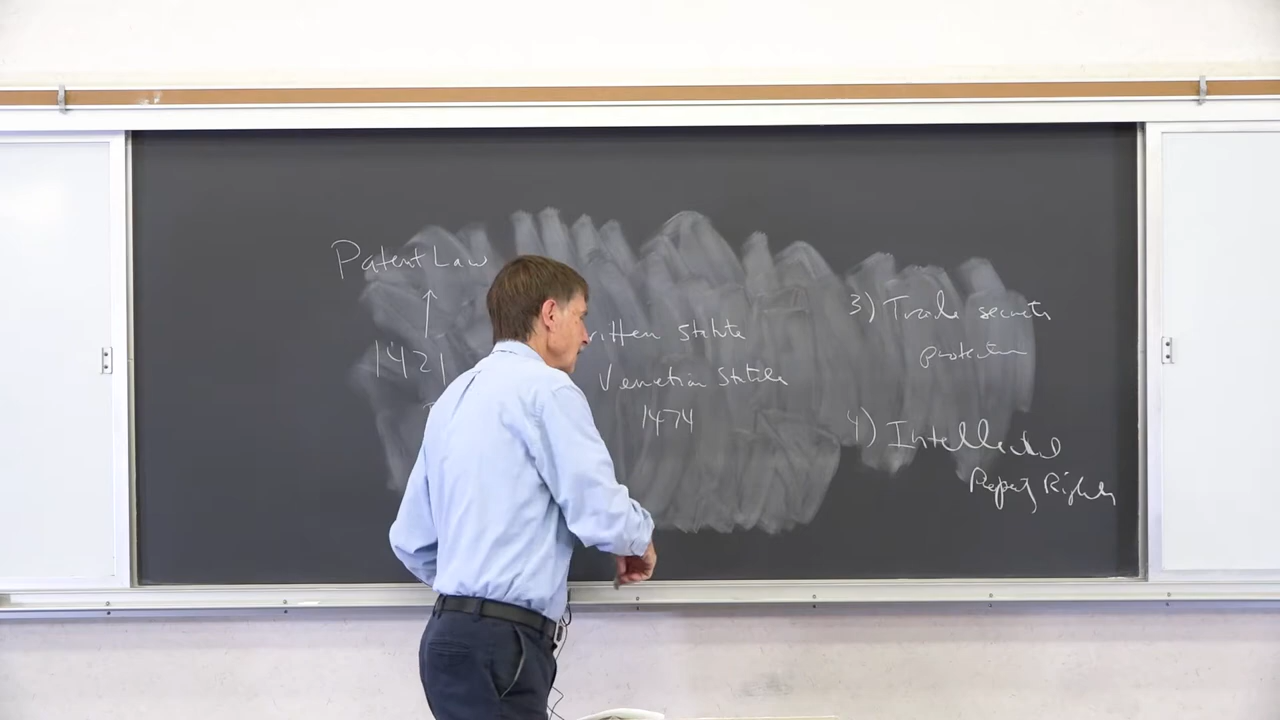 Patent Law
1421
ritten statute
Venetian Statute
1474
3) Trade secrets
protection
4) Intellectual
Property Rights